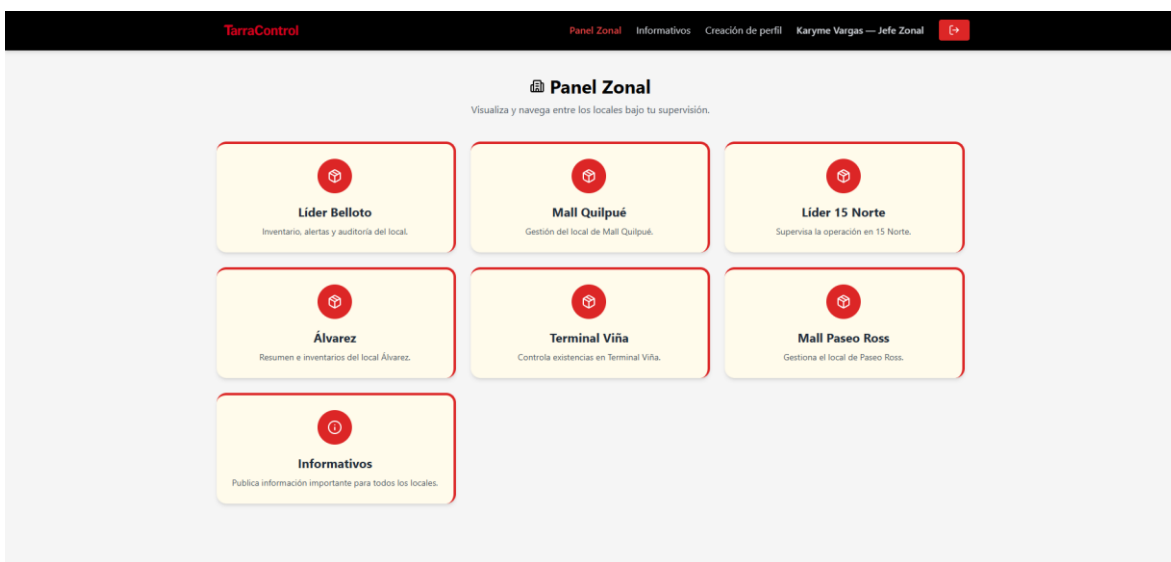 TarraControl
Panel Zonal Informativos Creación de perfil Karyme Vargas — Jefe Zonal
Panel Zonal
Visualiza y navega entre los locales bajo tu supervisión.
Líder Belloto
Inventario, alertas y auditoría del local.
Mall Quilpué
Gestión del local de Mall Quilpué.
Líder 15 Norte
Supervisa la operación en 15 Norte.
Álvarez
Resumen e inventarios del local Álvarez.
Terminal Viña
Controla existencias en Terminal Viña.
Mall Paseo Ross
Gestiona el local de Paseo Ross.
Informativos
Publica información importante para todos los locales.